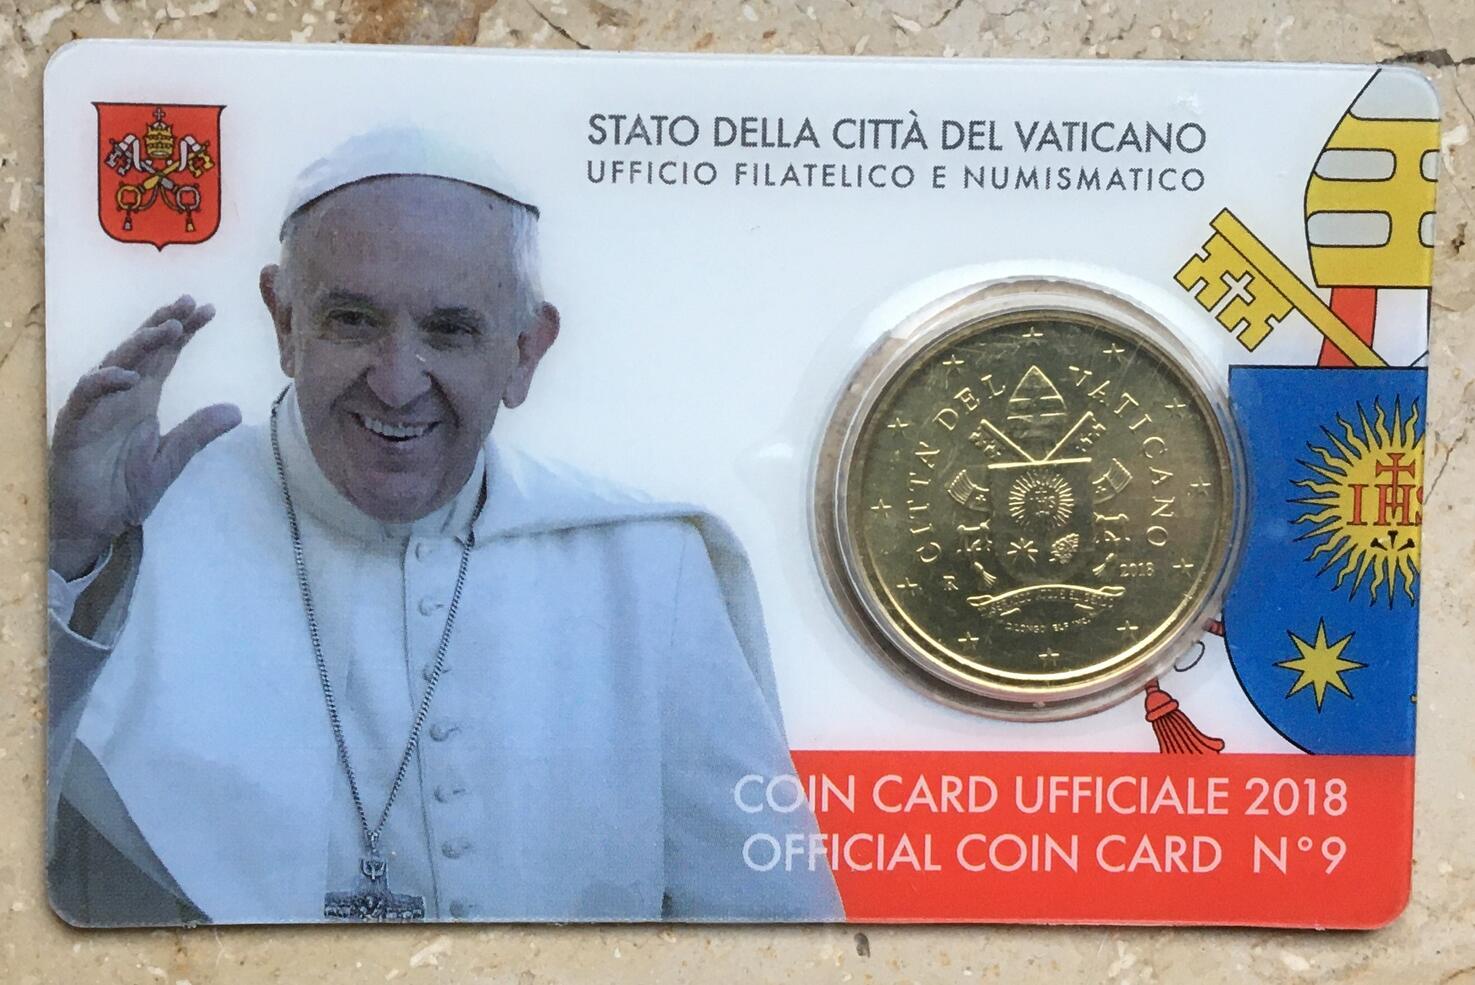 STATO DELLA CITTÀ DEL VATICANO
UFFICIO FILATELICO E NUMISMATICO
CITTA' DEL VATICANO
R
2018
IHS
COIN CARD UFFICIALE 2018
OFFICIAL COIN CARD N°9